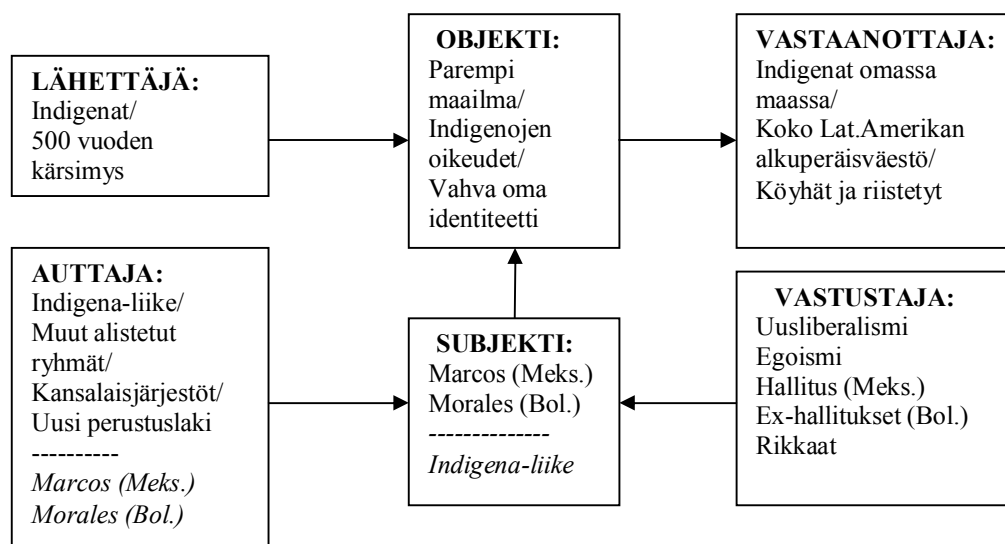 LÄHETTÄJÄ:
Indigenat/
500 vuoden
kärsimys
OBJEKTI:
Parempi
maailma/
Indigenojen
oikeudet/
Vahva oma
identiteetti
VASTAANOTTAJA:
Indigenat omassa
maassa/
Koko Lat.Amerikan
alkuperäisväestö/
Köyhät ja riistetyt
AUTTAJA:
Indigena-liike/
Muut alistetut
ryhmät/
Kansalaisjärjestöt/
Uusi perustuslaki
----------
Marcos (Meks.)
Morales (Bol.)
SUBJEKTI:
Marcos (Meks.)
Morales (Bol.)
--------------
Indigena-liike
VASTUSTAJA:
Uusliberalismi
Egoismi
Hallitus (Meks.)
Ex-hallitukset (Bol.)
Rikkaat